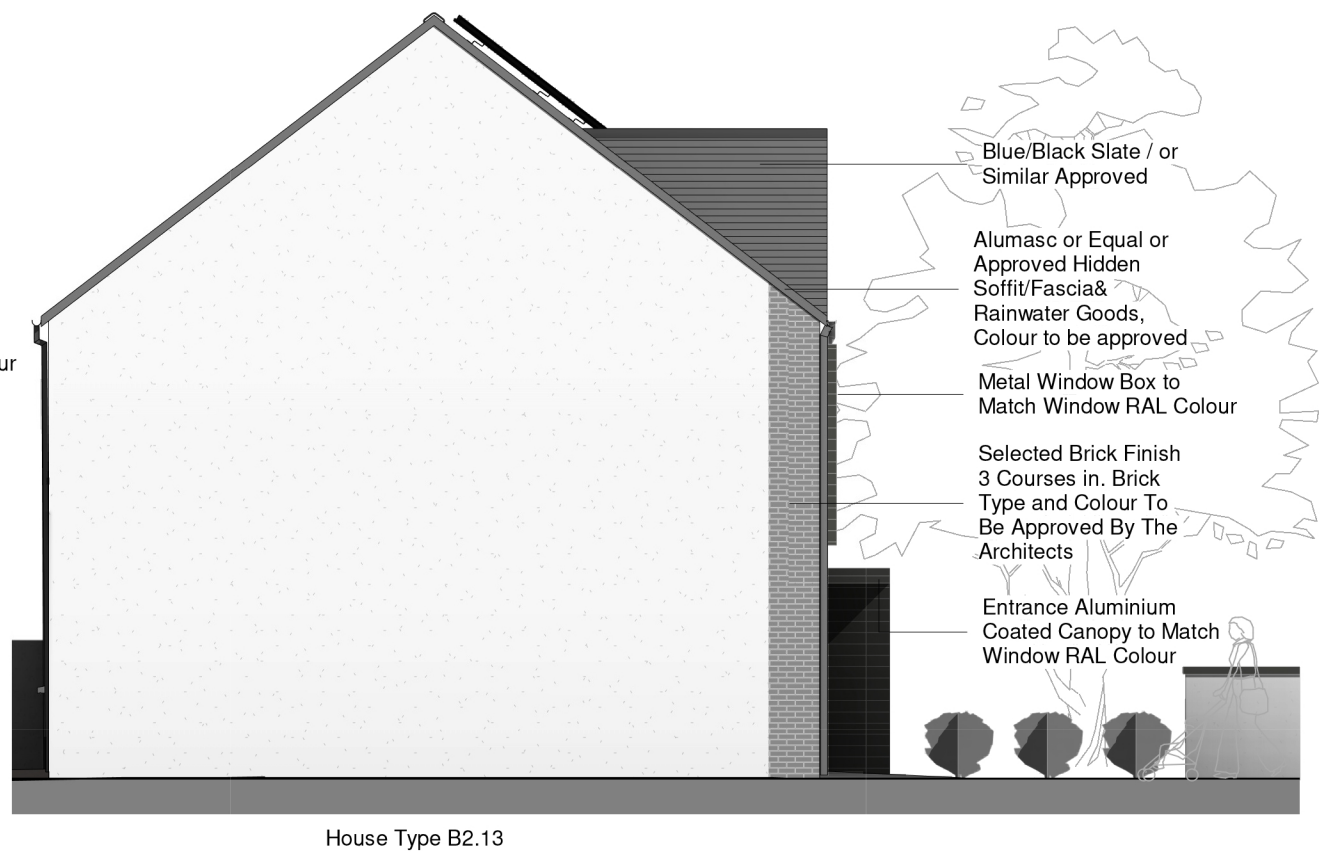 Blue/Black Slate / or
Similar Approved
Alumasc or Equal or
Approved Hidden
Soffit/Fascia&
Rainwater Goods,
Colour to be approved
ur
Metal Window Box to
Match Window RAL Colour
Selected Brick Finish
3 Courses in. Brick
Type and Colour To
Be Approved By The
Architects
Entrance Aluminium
Coated Canopy to Match
Window RAL Colour
House Type B2.13